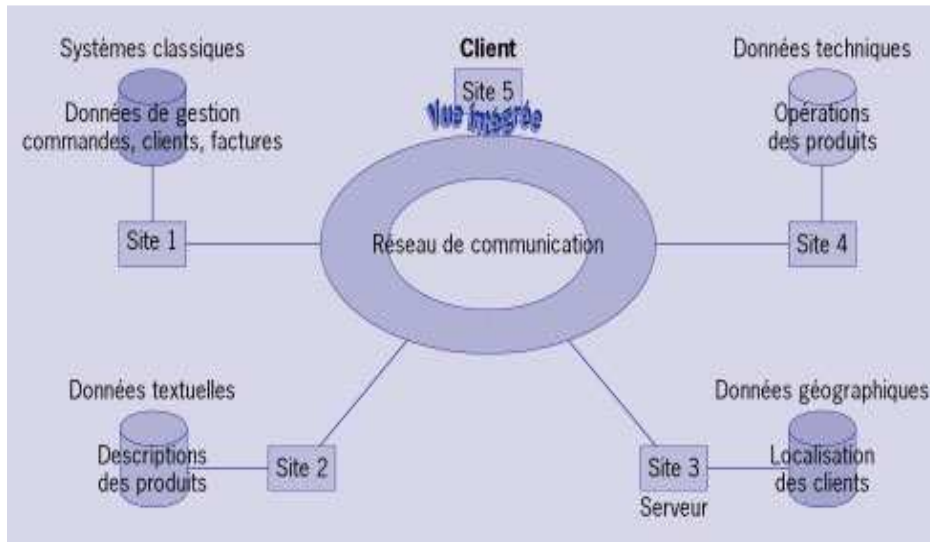 Systèmes classiques
Données de gestion
commandes, clients, factures
Site 1
Client
Site 5
Vue intégrée
Données techniques
Opérations
des produits
Site 4
Réseau de communication
Données textuelles
Descriptions
des produits
Site 2
Données géographiques
Localisation
des clients
Site 3
Serveur